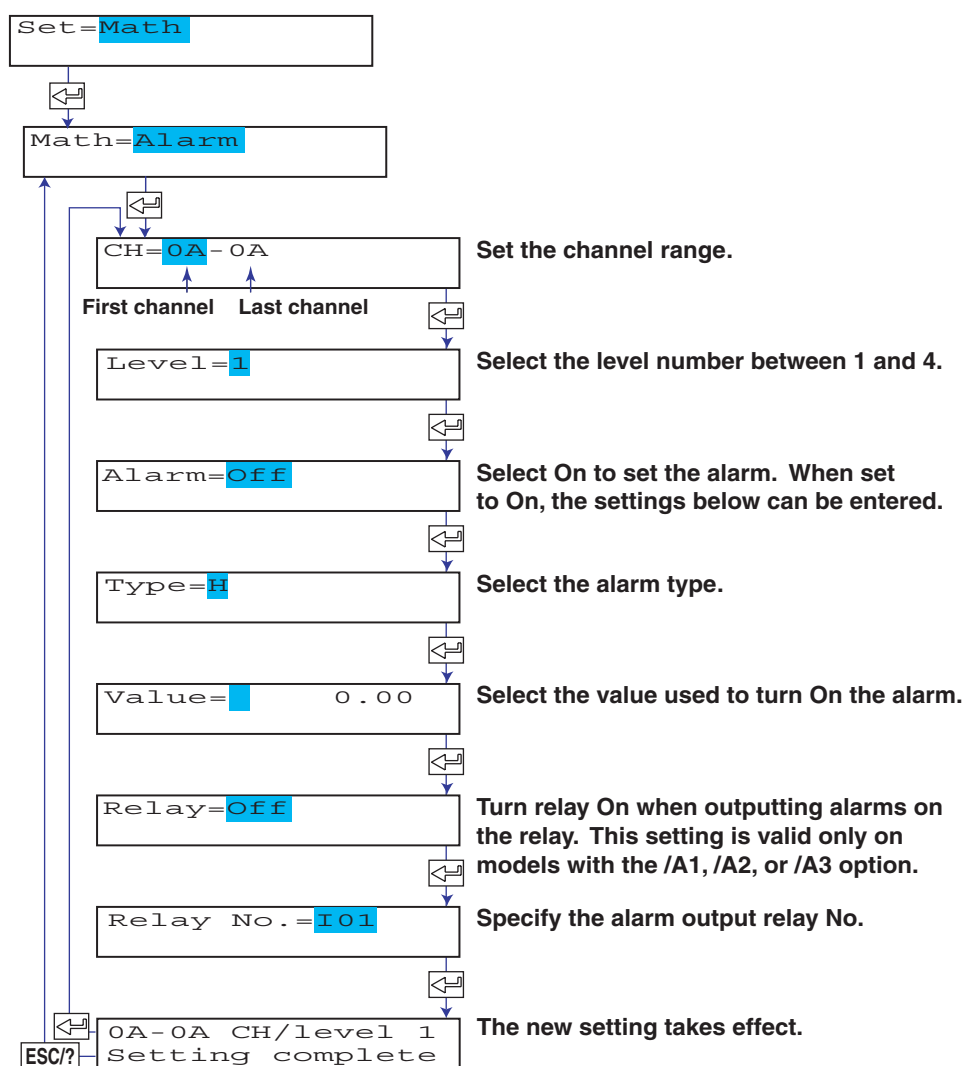 Set=Math
Math=Alarm
CH=0A-0A
Set the channel range.
First channel Last channel
Level=1
Select the level number between 1 and 4.
Alarm=Off
Select On to set the alarm. When set
to On, the settings below can be entered.
Type=H
Select the alarm type.
Value= 0.00
Select the value used to turn On the alarm.
Relay=Off
Turn relay On when outputting alarms on
the relay. This setting is valid only on
models with the /A1, /A2, or /A3 option.
Relay No.=I01
Specify the alarm output relay No.
0A-0A CH/level 1
The new setting takes effect.
ESC/?
Setting complete